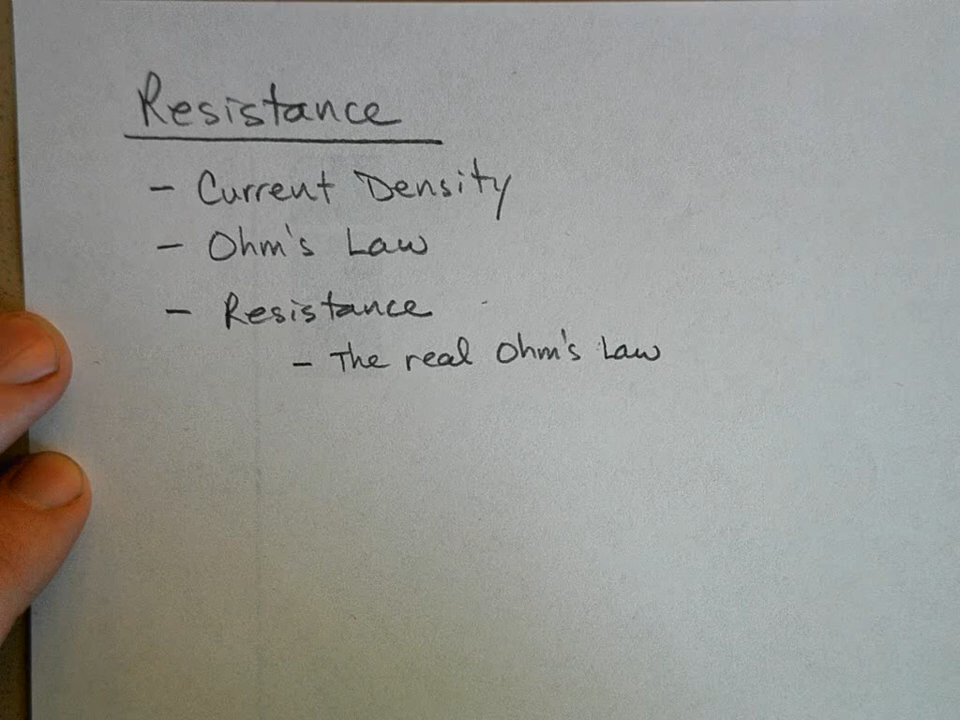 Resistance
- Current Density
- Ohm's Law
- Resistance
- The real Ohm's Law